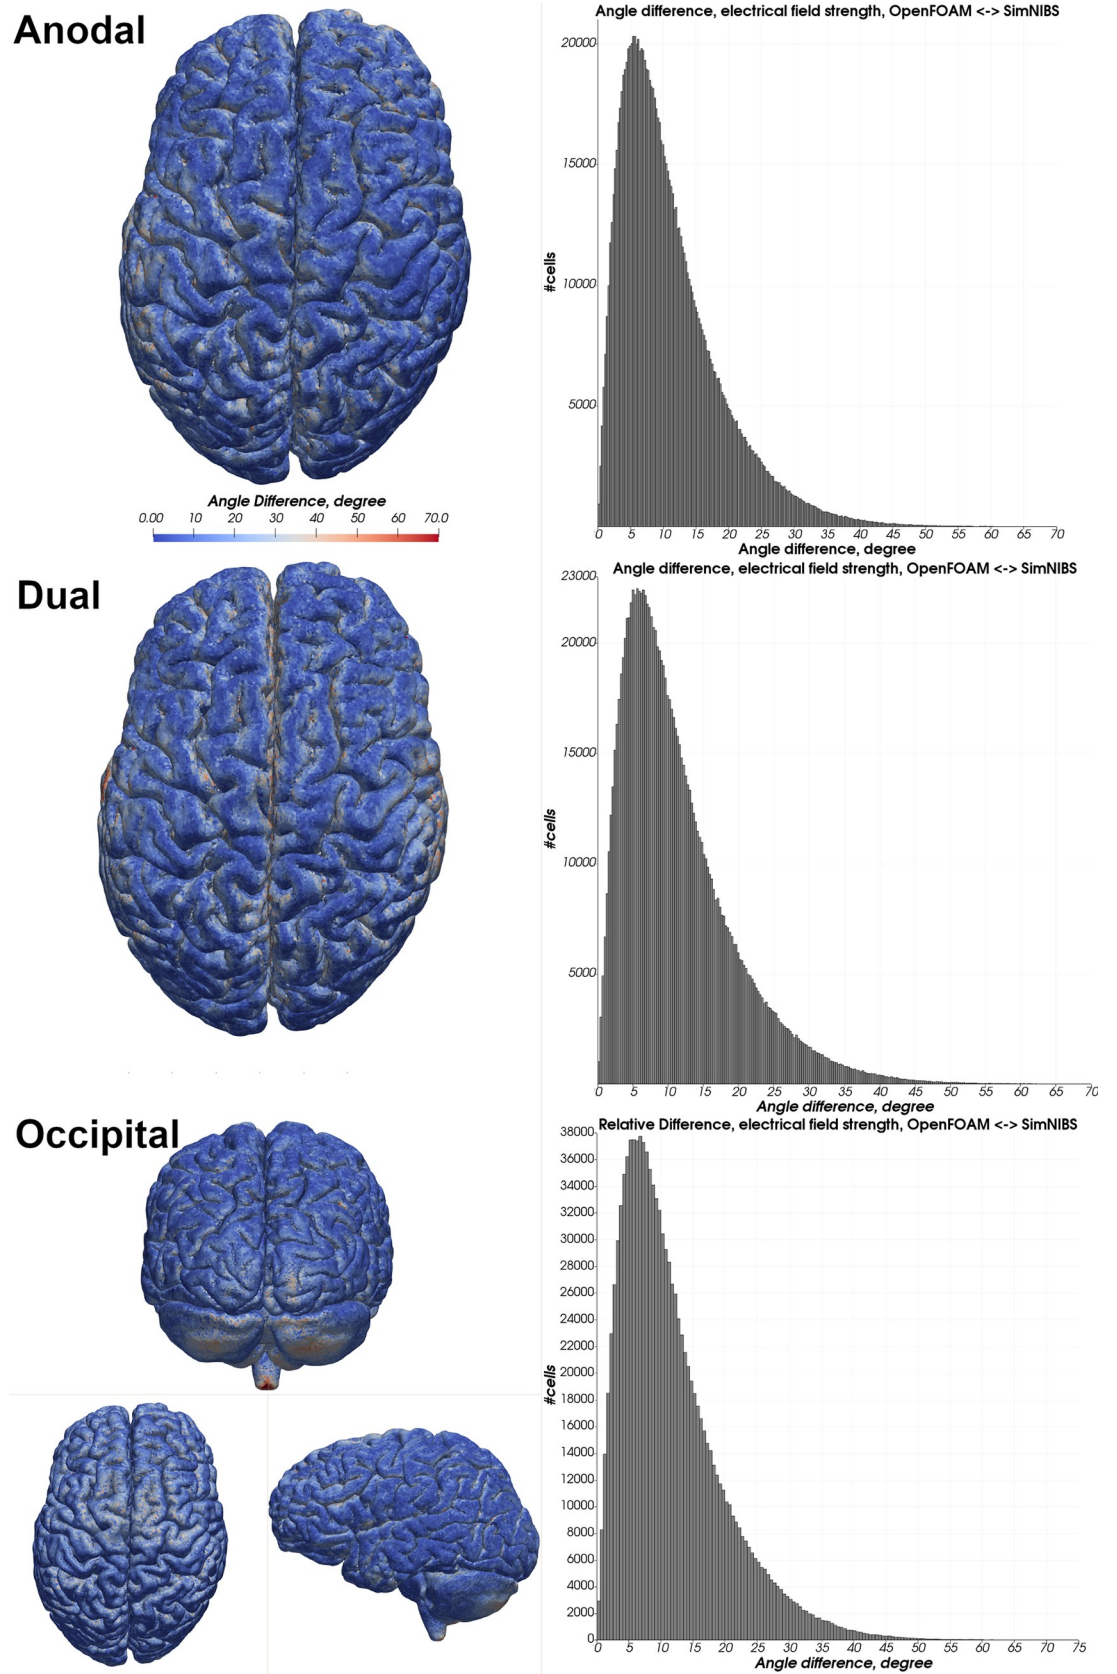 Anodal
Angle difference, electrical field strength, OpenFOAM <-> SimNIBS
20000
15000
10000
5000
#cells
0 5 10 15 20 25 30 35 40 45 50 55 60 65 70
Angle difference, degree
Angle Difference, degree
0.00 10 20 30 40 50 60 70.0
Dual
Angle difference, electrical field strength, OpenFOAM <-> SimNIBS
23000
20000
15000
10000
5000
#cells
0 5 10 15 20 25 30 35 40 45 50 55 60 65 70
Angle difference, degree
Occipital
Relative Difference, electrical field strength, OpenFOAM <-> SimNIBS
38000
36000
34000
32000
30000
28000
26000
24000
22000
20000
18000
16000
14000
12000
10000
8000
6000
4000
2000
0
#cells
0 5 10 15 20 25 30 35 40 45 50 55 60 65 70 75
Angle difference, degree